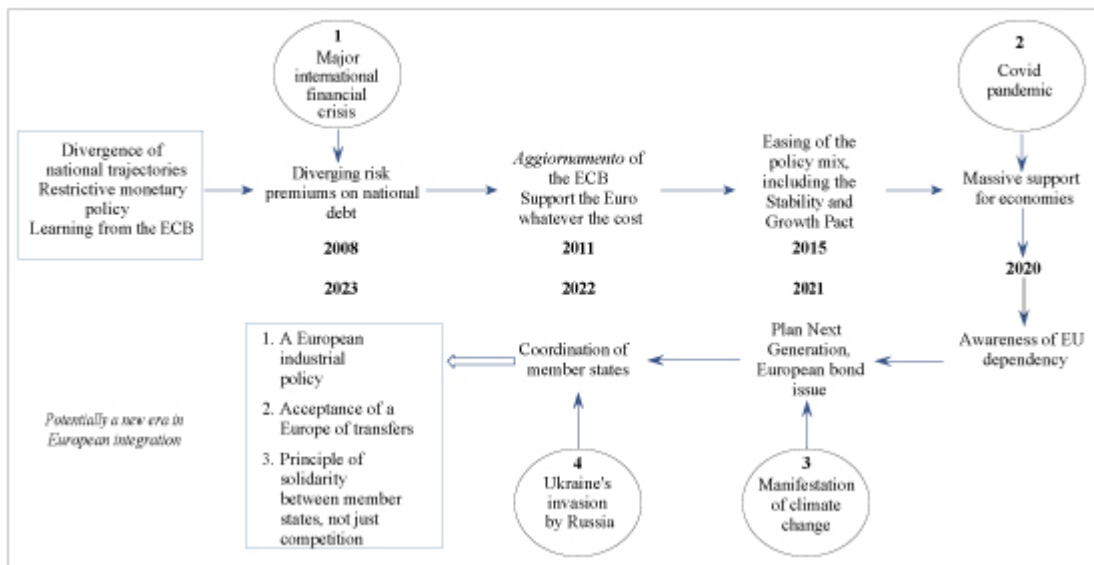 1
Major
international
financial
crisis
2
Covid
pandemic
Divergence of
national trajectories
Restrictive monetary
policy
Learning from the ECB
Diverging risk
premiums on national
debt
2008
Aggiornamento of
the ECB
Support the Euro
whatever the cost
2011
Easing of the
policy mix,
including the
Stability and
Growth Pact
2015
Massive support
for economies
2020
Awareness of EU
dependency
2021
Plan Next
Generation,
European bond
issue
3
Manifestation
of climate
change
2022
Coordination of
member states
4
Ukraine's
invasion
by Russia
2023
1. A European
industrial
policy
2. Acceptance of a
Europe of transfers
3. Principle of
solidarity
between member
states, not just
competition
Potentially a new era in
European integration